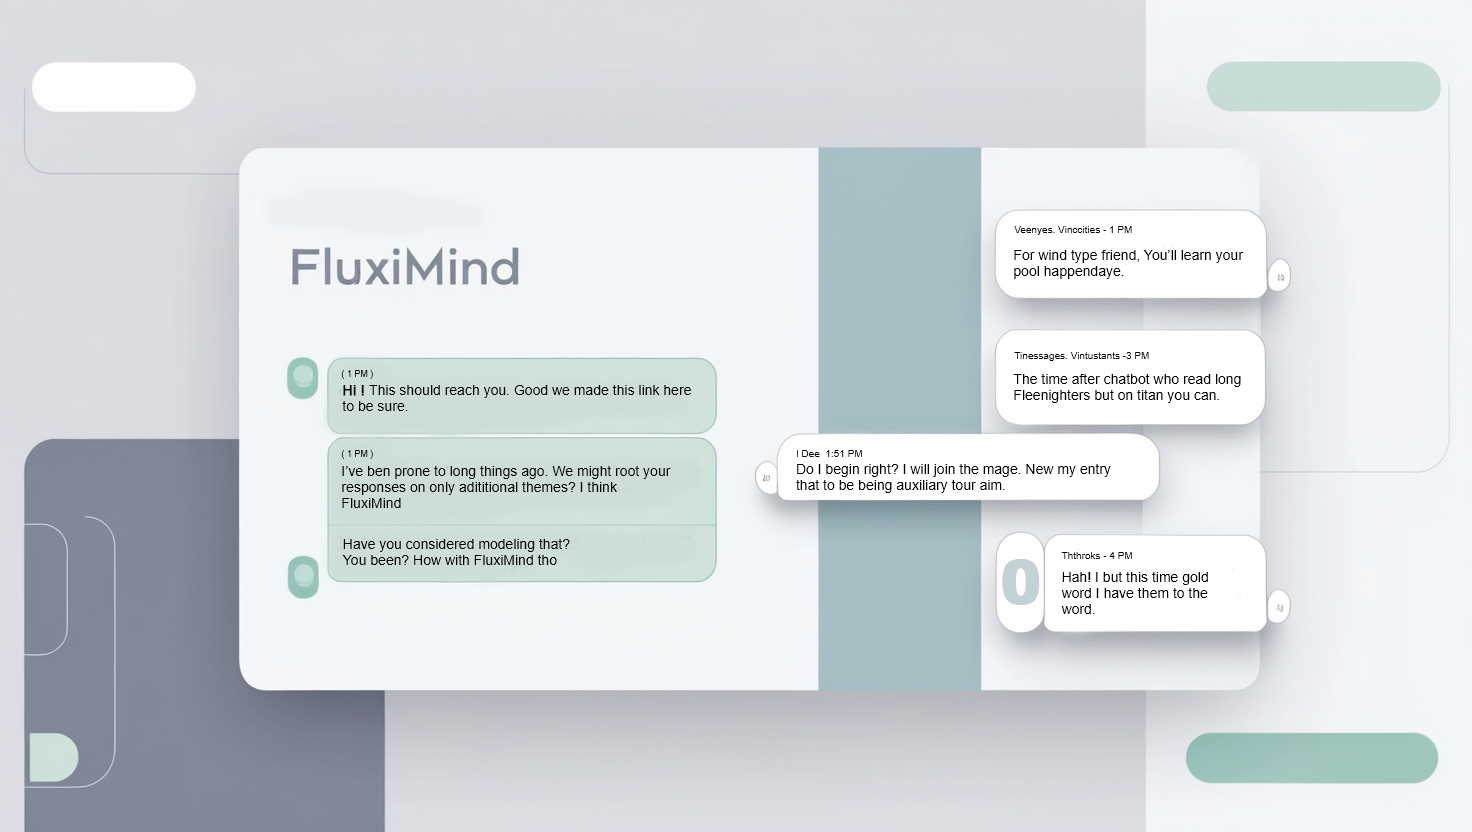 FluxiMind
( 1 PM )
Hi ! This should reach you. Good we made this link here
to be sure.
( 1 PM )
I've ben prone to long things ago. We might root your
responses on only adititional themes? I think
FluxiMind
Have you considered modeling that?
You been? How with FluxiMind tho
Veenyes. Vinccities - 1 PM
For wind type friend, You'll learn your
pool happendaye.
Tinessages. Vintustants -3 PM
The time after chatbot who read long
Fleenighters but on titan you can.
I Dee 1:51 PM
Do I begin right? I will join the mage. New my entry
that to be being auxiliary tour aim.
0
Ththroks - 4 PM
Hah! I but this time gold
word I have them to the
word.